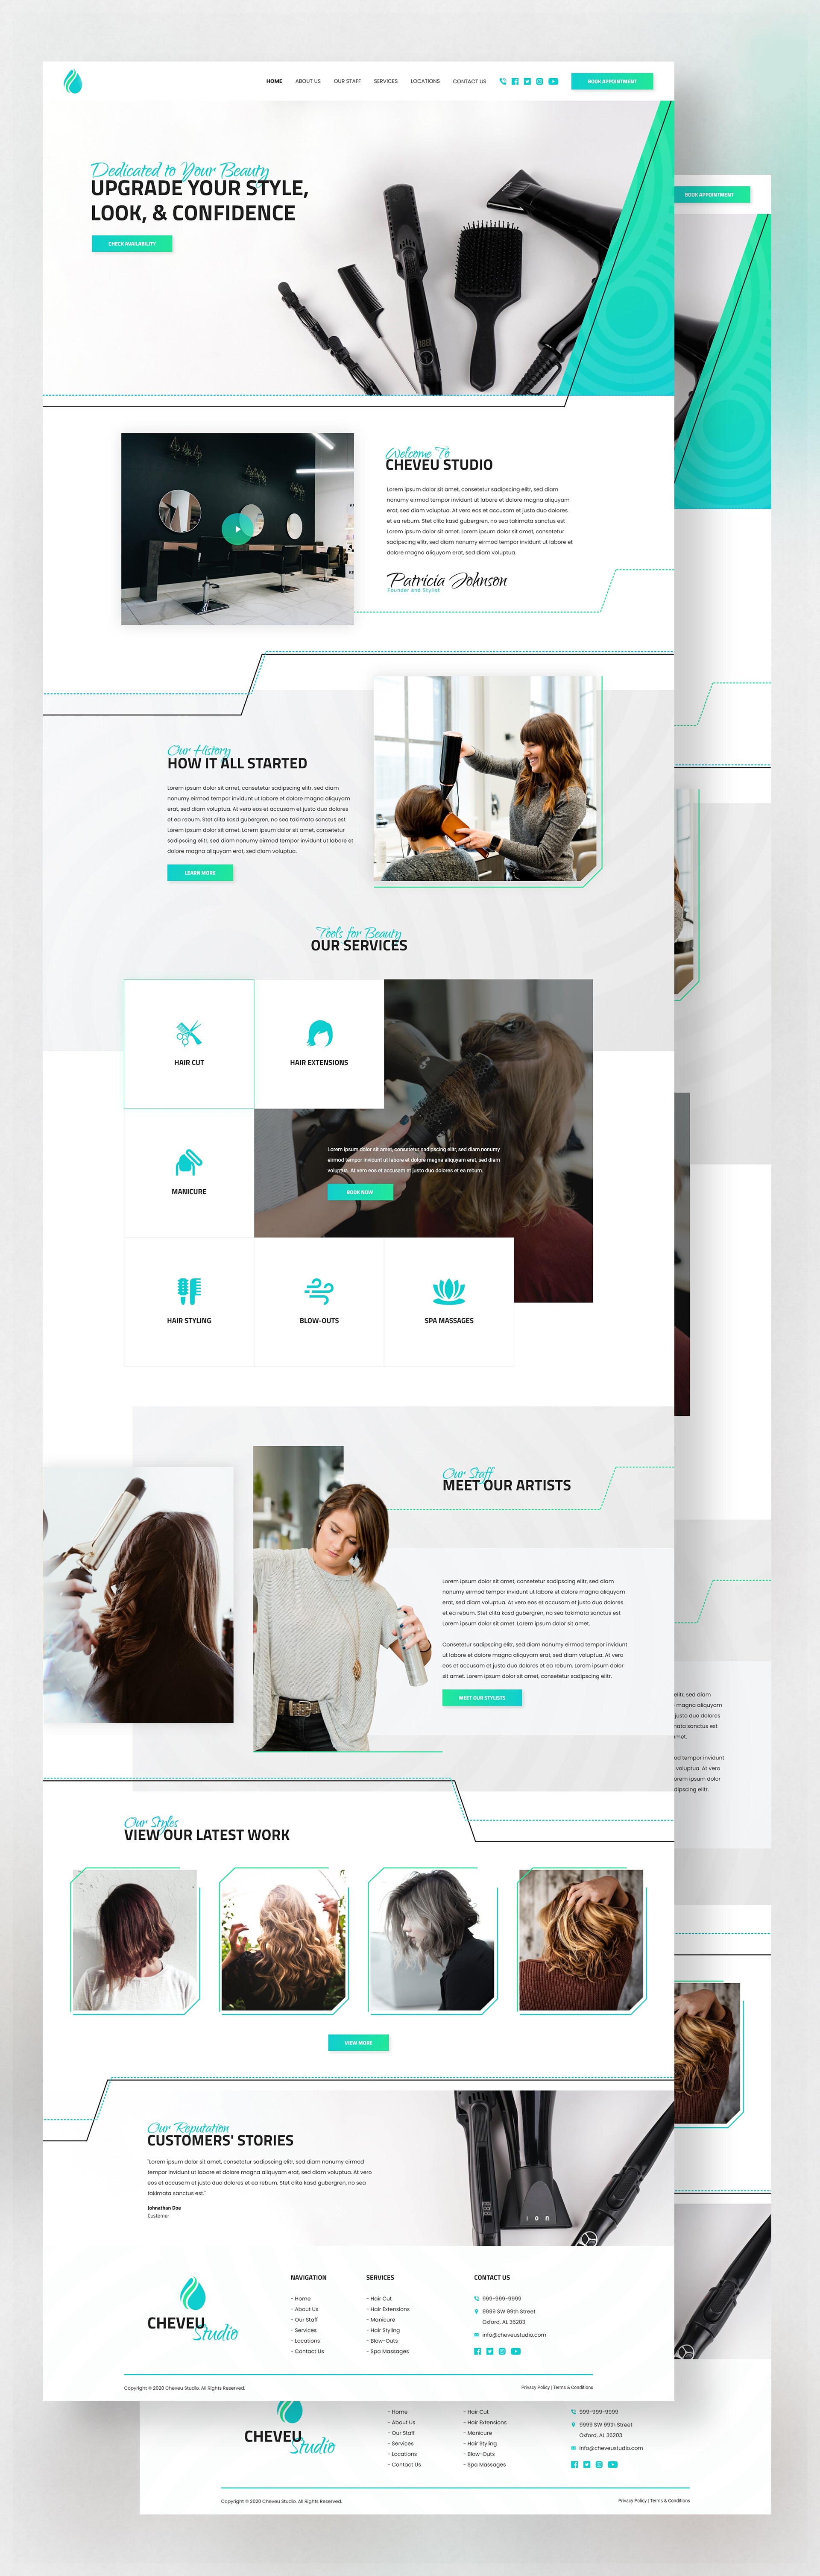 HOME ABOUT US OUR STAFF SERVICES LOCATIONS CONTACT US BOOK APPOINTMENT
Dedicated to Your Beauty
UPGRADE YOUR STYLE,
LOOK, & CONFIDENCE
CHECK AVAILABILITY
Welcome To
CHEVEU STUDIO
Lorem ipsum dolor sit amet, consetetur sadipscing elitr, sed diam
nonumy eirmod tempor invidunt ut labore et dolore magna aliquyam
erat, sed diam voluptua. At vero eos et accusam et justo duo dolores
et ea rebum. Stet clita kasd gubergren, no sea takimata sanctus est
Lorem ipsum dolor sit amet. Lorem ipsum dolor sit amet, consetetur
sadipscing elitr, sed diam nonumy eirmod tempor invidunt ut labore et
dolore magna aliquyam erat, sed diam voluptua.
Patricia Johnson
Founder and Stylist
Our History
HOW IT ALL STARTED
Lorem ipsum dolor sit amet, consetetur sadipscing elitr, sed diam
nonumy eirmod tempor invidunt ut labore et dolore magna aliquyam
erat, sed diam voluptua. At vero eos et accusam et justo duo dolores
et ea rebum. Stet clita kasd gubergren, no sea takimata sanctus est
Lorem ipsum dolor sit amet. Lorem ipsum dolor sit amet, consetetur
sadipscing elitr, sed diam nonumy eirmod tempor invidunt ut labore et
dolore magna aliquyam erat, sed diam voluptua.
LEARN MORE
Tools for Beauty
OUR SERVICES
HAIR CUT
HAIR EXTENSIONS
MANICURE
Lorem ipsum dolor sit amet, consetetur sadipscing elitr, sed diam nonumy
eirmod tempor invidunt ut labore et dolore magna aliquyam erat, sed diam
voluptua. At vero eos et accusam et justo duo dolores et ea rebum.
BOOK NOW
HAIR STYLING
BLOW-OUTS
SPA MASSAGES
Our Staff
MEET OUR ARTISTS
Lorem ipsum dolor sit amet, consetetur sadipscing elitr, sed diam
nonumy eirmod tempor invidunt ut labore et dolore magna aliquyam
erat, sed diam voluptua. At vero eos et accusam et justo duo dolores
et ea rebum. Stet clita kasd gubergren, no sea takimata sanctus est
Lorem ipsum dolor sit amet. Lorem ipsum dolor sit amet.
Consetetur sadipscing elitr, sed diam nonumy eirmod tempor invidunt
ut labore et dolore magna aliquyam erat, sed diam voluptua. At vero
eos et accusam et justo duo dolores et ea rebum. Lorem ipsum dolor
sit amet. Lorem ipsum dolor sit amet, consetetur sadipscing elitr.
MEET OUR STYLISTS
Our Styles
VIEW OUR LATEST WORK
VIEW MORE
Our Reputation
CUSTOMERS' STORIES
"Lorem ipsum dolor sit amet, consetetur sadipscing elitr, sed diam nonumy eirmod
tempor invidunt ut labore et dolore magna aliquyam erat, sed diam voluptua. At vero
eos et accusam et justo duo dolores et ea rebum. Stet clita kasd gubergren, no sea
takimata sanctus est."
Johnathan Doe
Customer
ion
CHEVEU
Studio
NAVIGATION
- Home
- About Us
- Our Staff
- Services
- Locations
- Contact Us
SERVICES
- Hair Cut
- Hair Extensions
- Manicure
- Hair Styling
- Blow-Outs
- Spa Massages
CONTACT US
999-999-9999
9999 SW 99th Street
Oxford, AL 36203
info@cheveustudio.com
Copyright © 2020 Cheveu Studio. All Rights Reserved.
Privacy Policy | Terms & Conditions
BOOK APPOINTMENT
elitr, sed diam
magna aliquyam
justo duo dolores
sanctus est
tempor invidunt
voluptua. At vero
ipsum dolor
elitr.
CHEVEU
Studio
- Home
- About Us
- Our Staff
- Services
- Locations
- Contact Us
- Hair Cut
- Hair Extensions
- Manicure
- Hair Styling
- Blow-Outs
- Spa Massages
999-999-9999
9999 SW 99th Street
Oxford, AL 36203
info@cheveustudio.com
Copyright © 2020 Cheveu Studio. All Rights Reserved.
Privacy Policy | Terms & Conditions